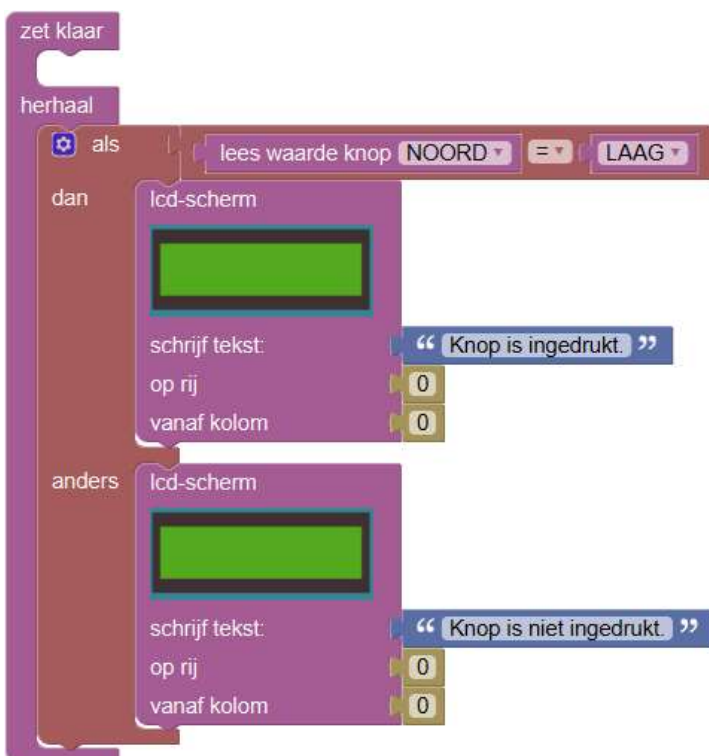 zet klaar
herhaal
als lees waarde knop NOORD = LAAG
dan lcd-scherm
schrijf tekst: “ Knop is ingedrukt. ”
op rij 0
vanaf kolom 0
anders lcd-scherm
schrijf tekst: “ Knop is niet ingedrukt. ”
op rij 0
vanaf kolom 0